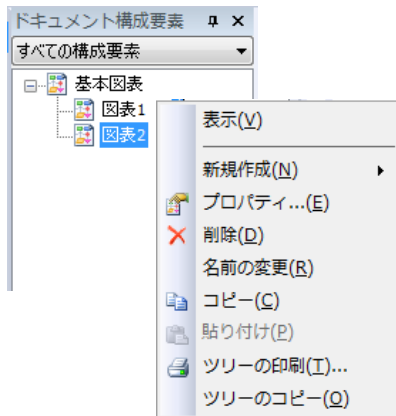 ドキュメント構成要素
すべての構成要素
基本図表
図表1
図表2
表示(V)
新規作成(N)
プロパティ...(E)
削除(D)
名前の変更(R)
コピー(C)
貼り付け(P)
ツリーの印刷(T)...
ツリーのコピー(O)